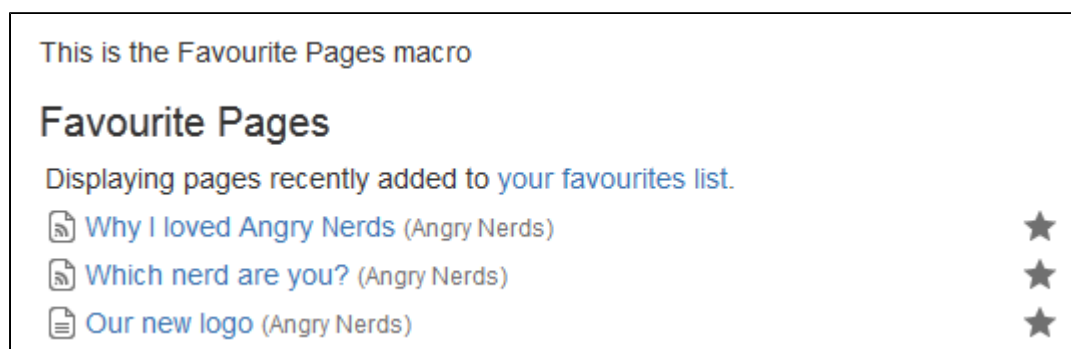 This is the Favourite Pages macro
Favourite Pages
Displaying pages recently added to your favourites list.
Why I loved Angry Nerds (Angry Nerds)
Which nerd are you? (Angry Nerds)
Our new logo (Angry Nerds)